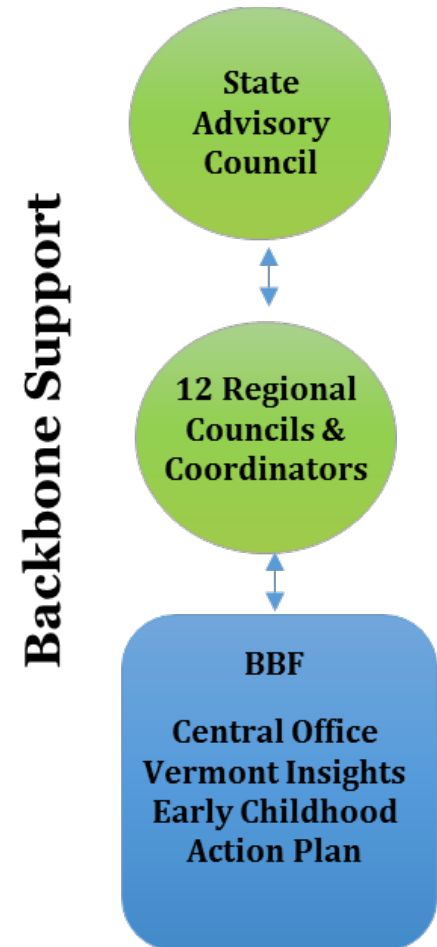 Backbone Support
State
Advisory
Council
12 Regional
Councils &
Coordinators
BBF
Central Office
Vermont Insights
Early Childhood
Action Plan